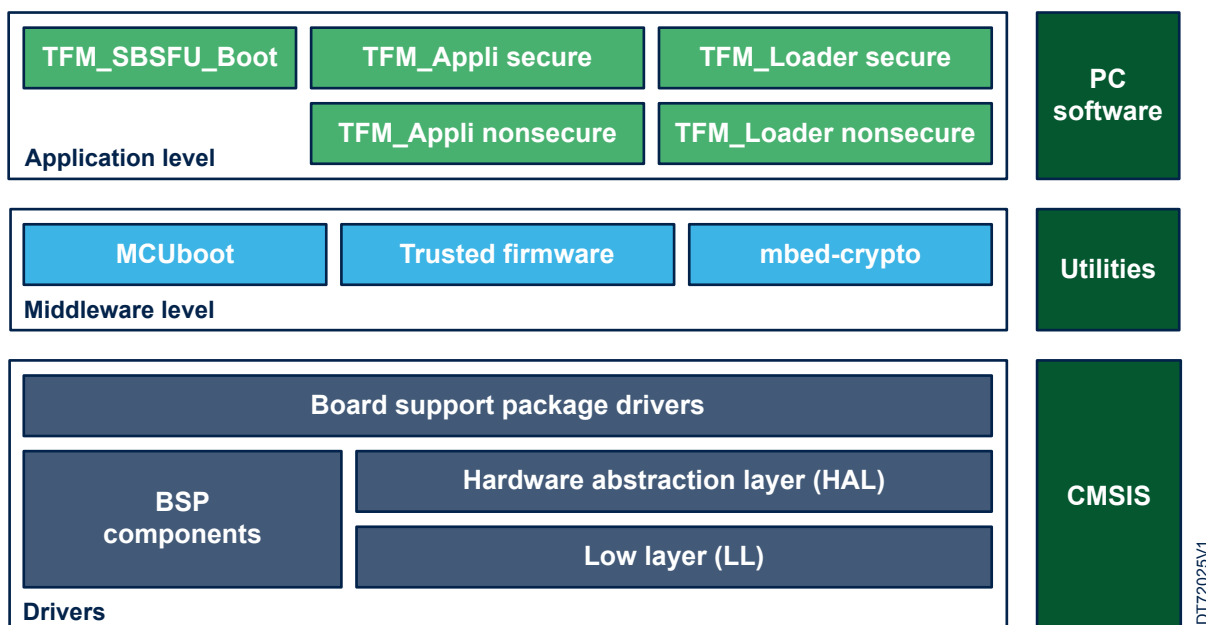 TFM_SBSFU_Boot
TFM_Appli secure
TFM_Loader secure
TFM_Appli nonsecure
TFM_Loader nonsecure
Application level
PC
software
MCUboot
Trusted firmware
mbed-crypto
Middleware level
Utilities
Board support package drivers
BSP
components
Hardware abstraction layer (HAL)
Low layer (LL)
Drivers
CMSIS
DT72025V1